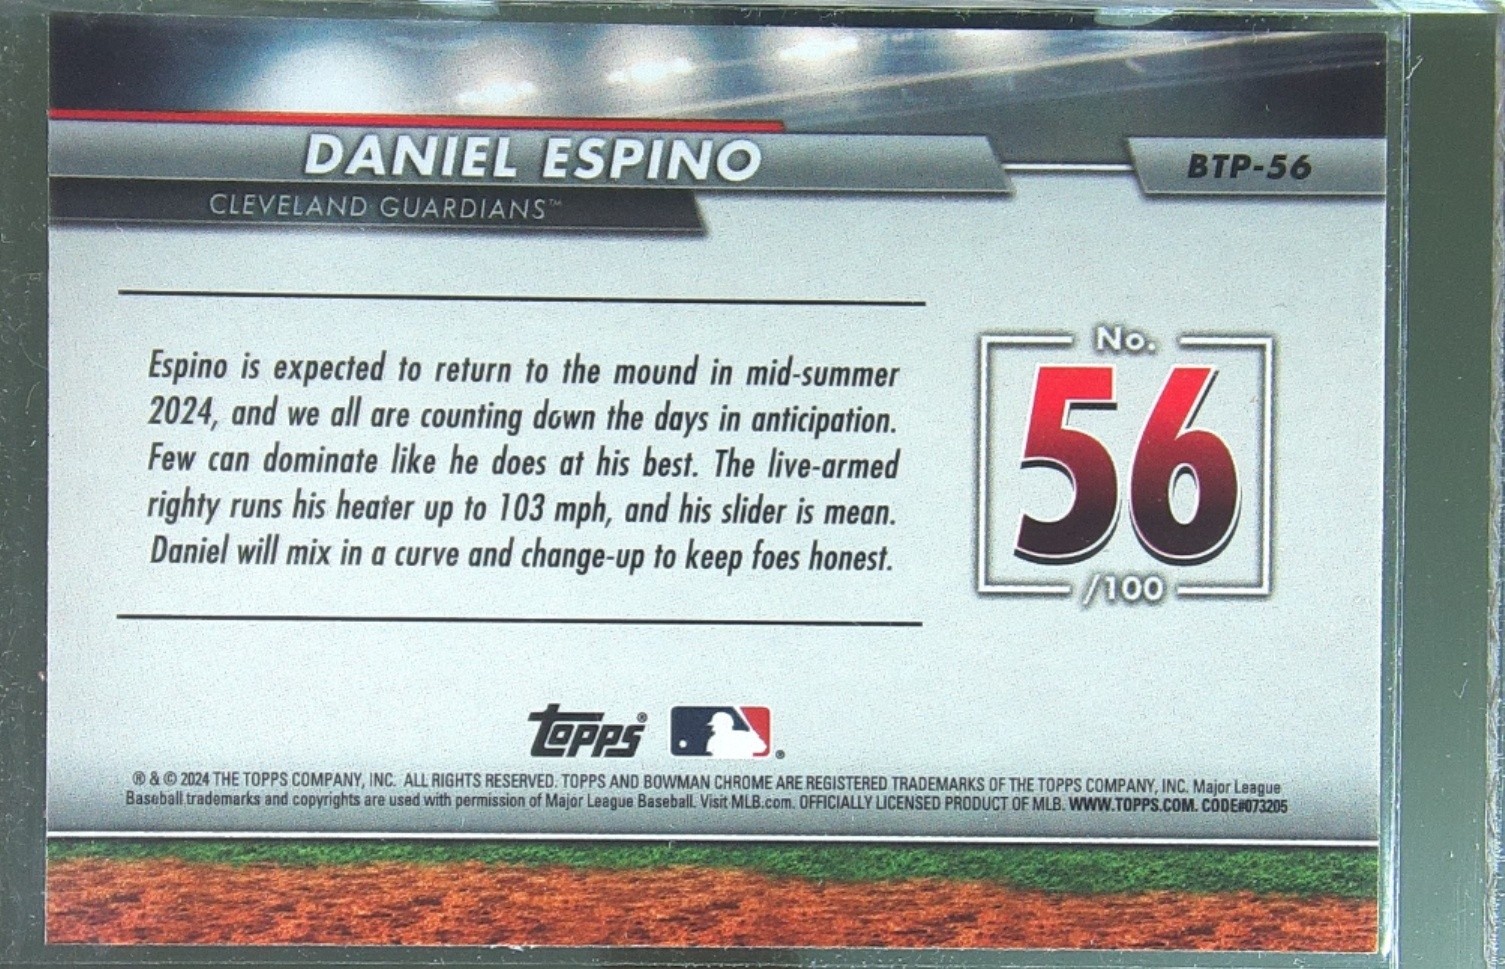 DANIEL ESPINO
BTP-56
CLEVELAND GUARDIANS™
Espino is expected to return to the mound in mid-summer
2024, and we all are counting down the days in anticipation.
Few can dominate like he does at his best. The live-armed
righty runs his heater up to 103 mph, and his slider is mean.
Daniel will mix in a curve and change-up to keep foes honest.
No.
56
/100
Topps®
®
® & © 2024 THE TOPPS COMPANY, INC. ALL RIGHTS RESERVED. TOPPS AND BOWMAN CHROME ARE REGISTERED TRADEMARKS OF THE TOPPS COMPANY, INC. Major League
Baseball trademarks and copyrights are used with permission of Major League Baseball. Visit MLB.com. OFFICIALLY LICENSED PRODUCT OF MLB. WWW.TOPPS.COM. CODE#073205